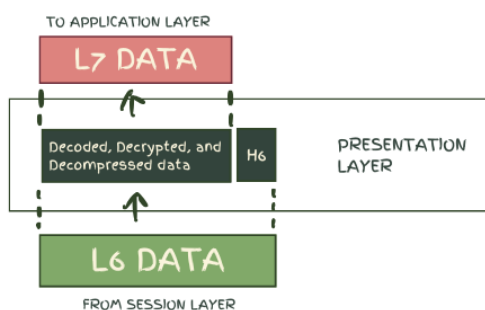 TO APPLICATION LAYER
L7 DATA
Decoded, Decrypted, and
Decompressed data
H6
PRESENTATION
LAYER
L6 DATA
FROM SESSION LAYER